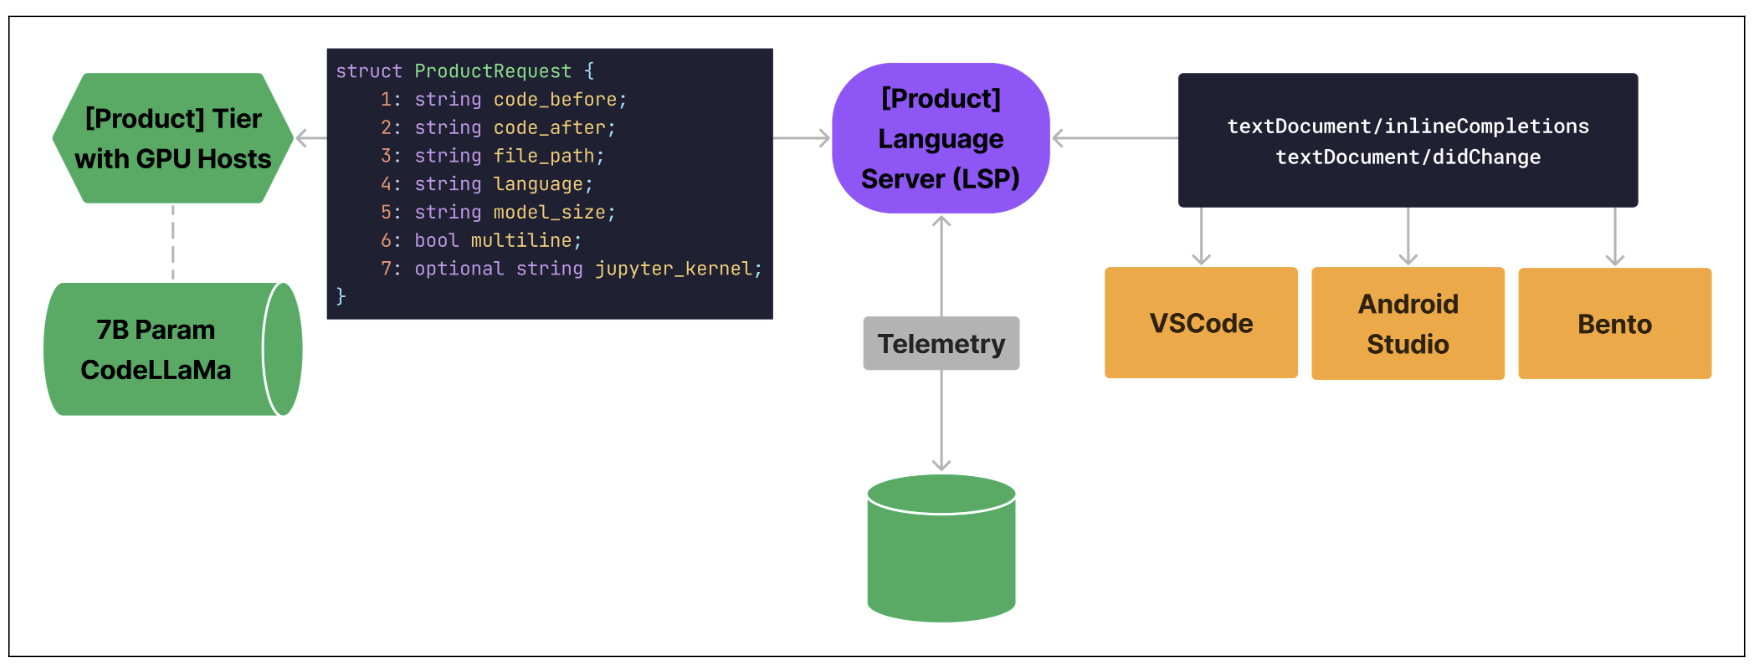 [Product] Tier
with GPU Hosts
7B Param
CodeLLaMa
struct ProductRequest {
    1: string code_before;
    2: string code_after;
    3: string file_path;
    4: string language;
    5: string model_size;
    6: bool multiline;
    7: optional string jupyter_kernel;
}
[Product]
Language
Server (LSP)
Telemetry
textDocument/inlineCompletions
textDocument/didChange
VSCode
Android
Studio
Bento